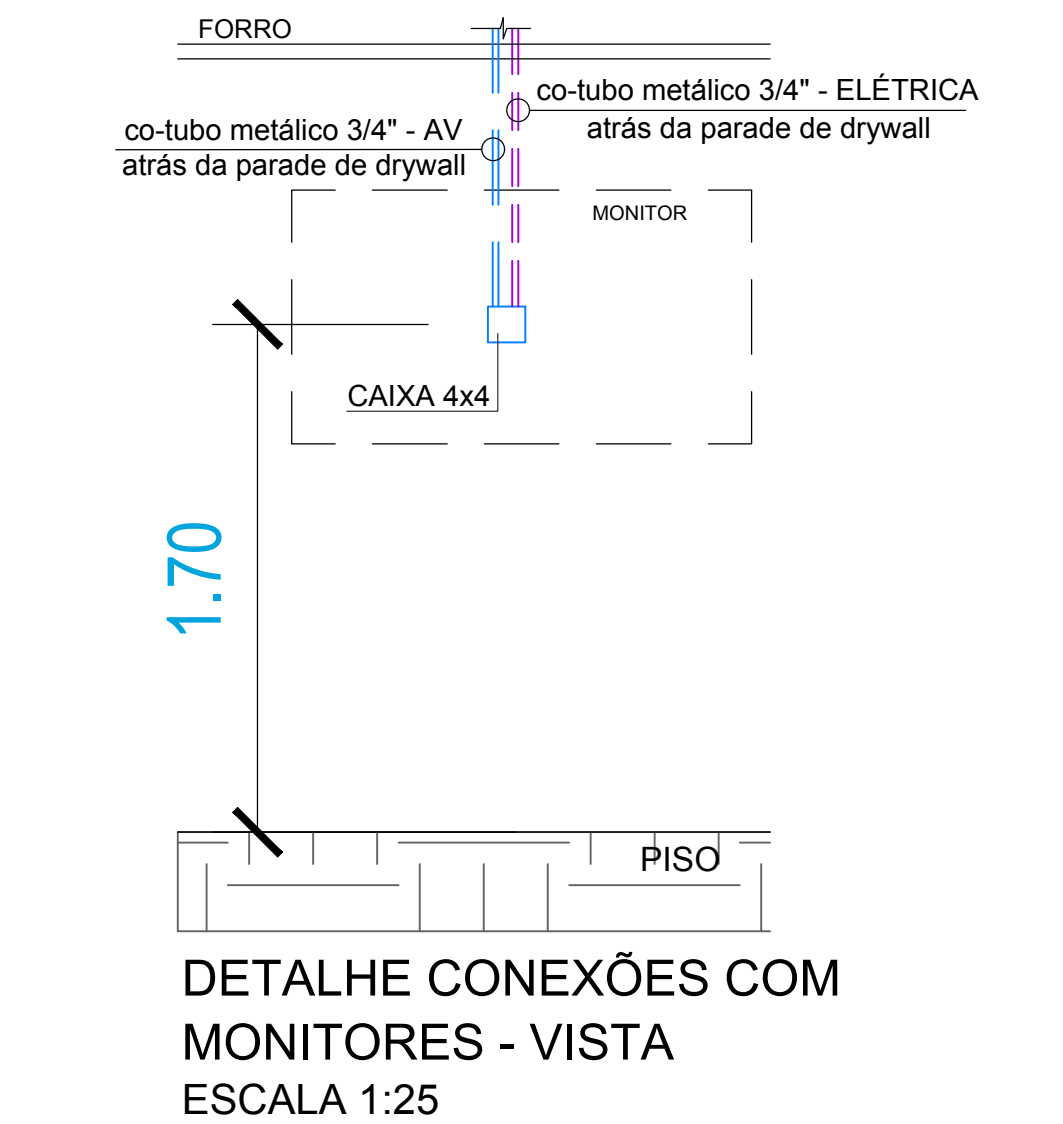 FORRO
co-tubo metálico 3/4" - ELÉTRICA
atrás da parade de drywall
co-tubo metálico 3/4" - AV
atrás da parade de drywall
MONITOR
CAIXA 4x4
1.70
PISO
DETALHE CONEXÕES COM
MONITORES - VISTA
ESCALA 1:25